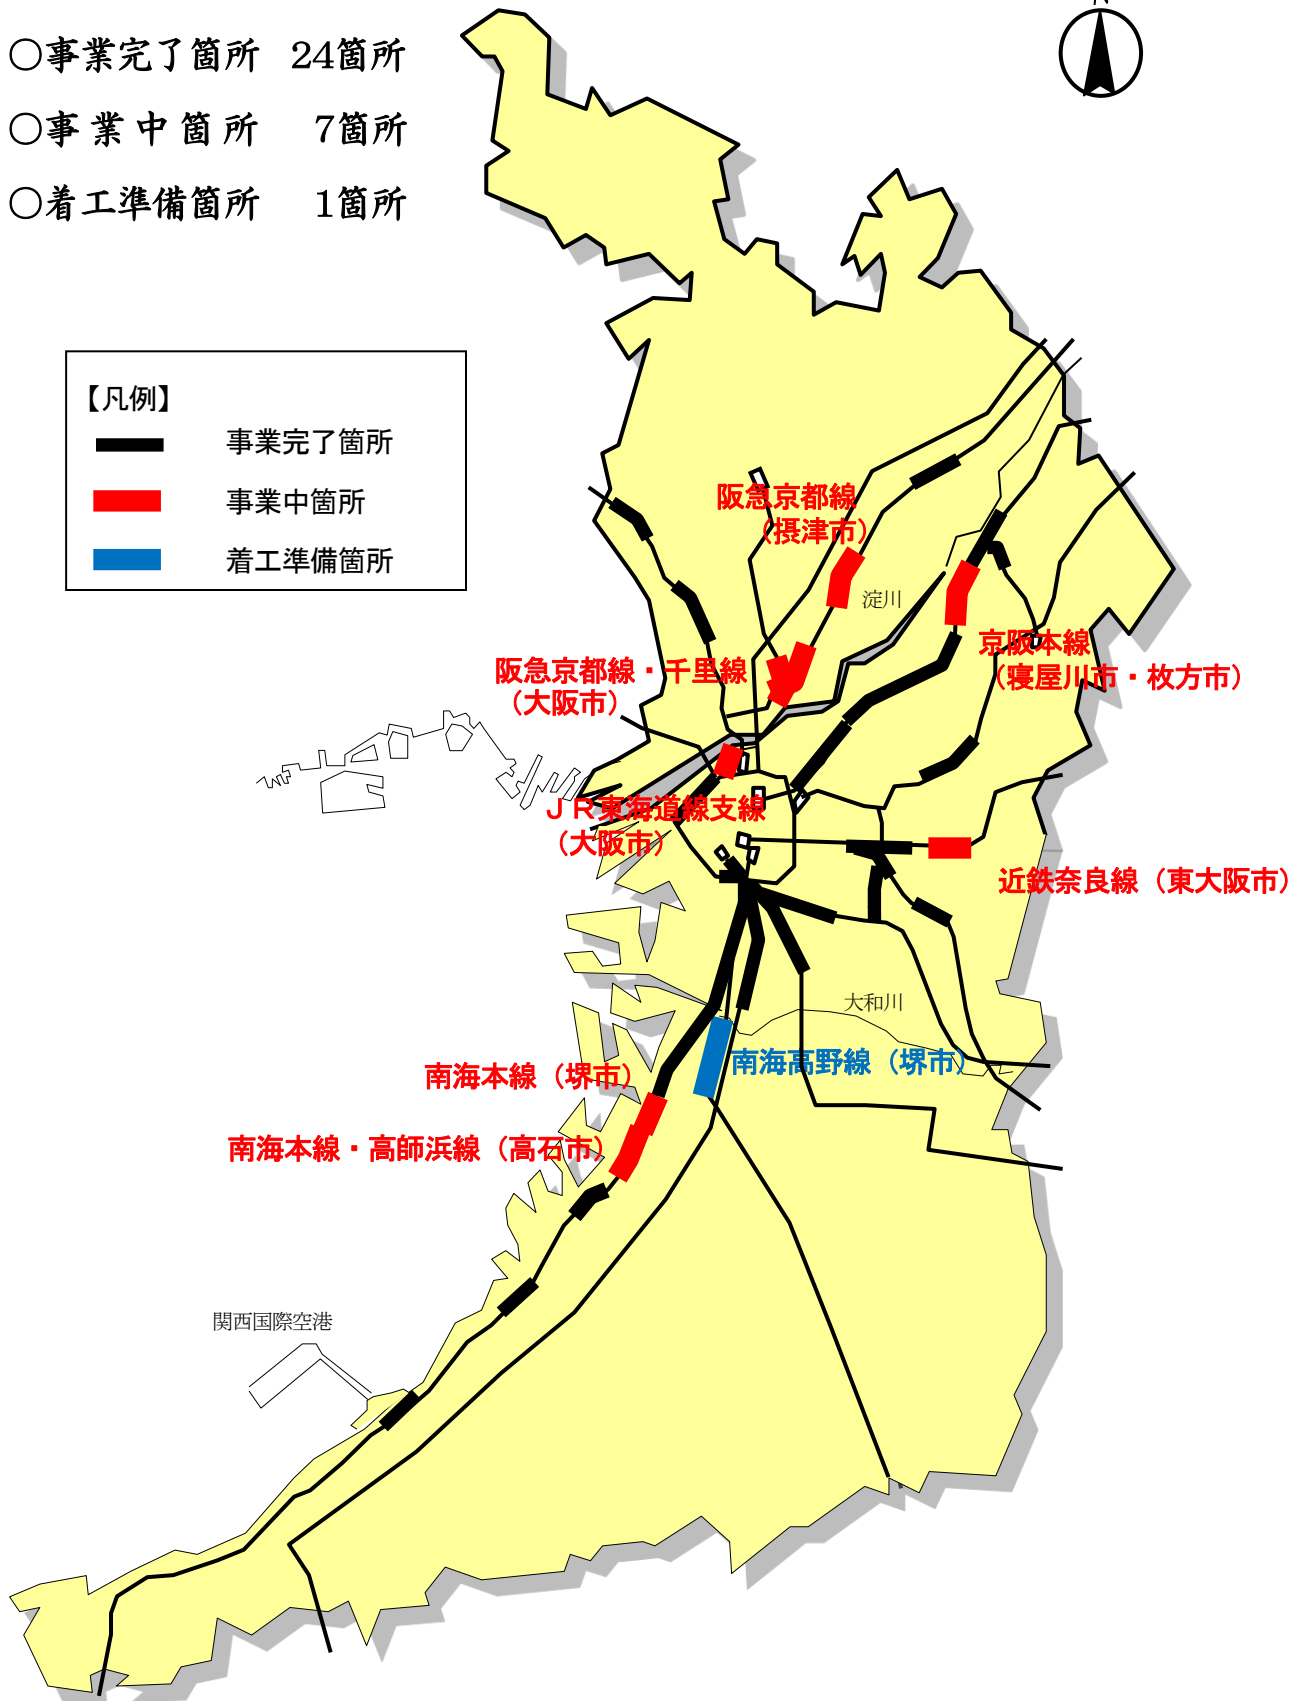 N
○事業完了箇所 24箇所
○事業中箇所 7箇所
○着工準備箇所 1箇所
【凡例】
事業完了箇所
事業中箇所
着工準備箇所
阪急京都線
(摂津市)
淀川
京阪本線
(寝屋川市・枚方市)
阪急京都線・千里線
(大阪市)
JR東海道線支線
(大阪市)
近鉄奈良線(東大阪市)
大和川
南海高野線(堺市)
南海本線(堺市)
南海本線・高師浜線(高石市)
関西国際空港